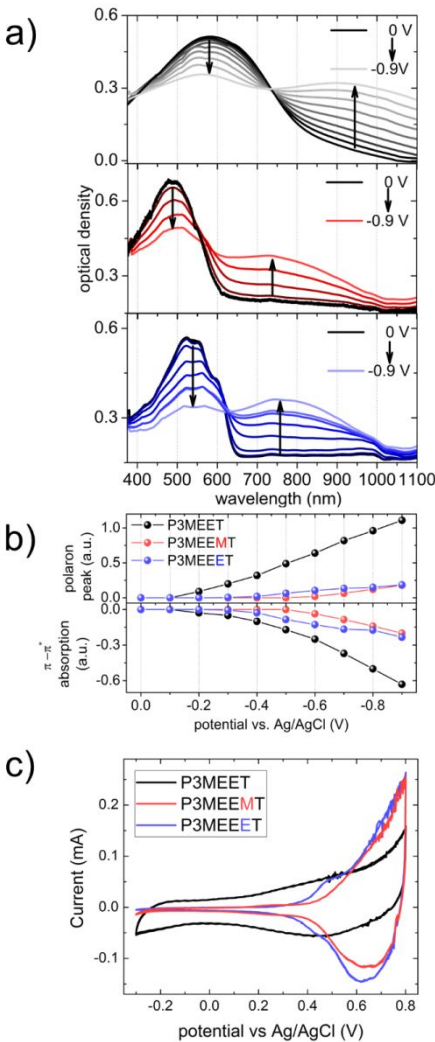 a)
0.6
0.3
0.0
0 V
-0.9V
0.6
0.3
0 V
-0.9 V
0.6
0.3
0 V
-0.9 V
optical density
400 500 600 700 800 900 1000 1100
wavelength (nm)
b)
1.0
0.5
0.0
P3MEET
P3MEEMT
P3MEEET
polaron
peak (a.u.)
0.0
-0.3
-0.6
π−π*
absorption
(a.u.)
0.0 -0.2 -0.4 -0.6 -0.8
potential vs. Ag/AgCl (V)
c)
P3MEET
P3MEEMT
P3MEEET
0.2
0.1
0.0
-0.1
Current (mA)
-0.2 0.0 0.2 0.4 0.6 0.8
potential vs Ag/AgCl (V)